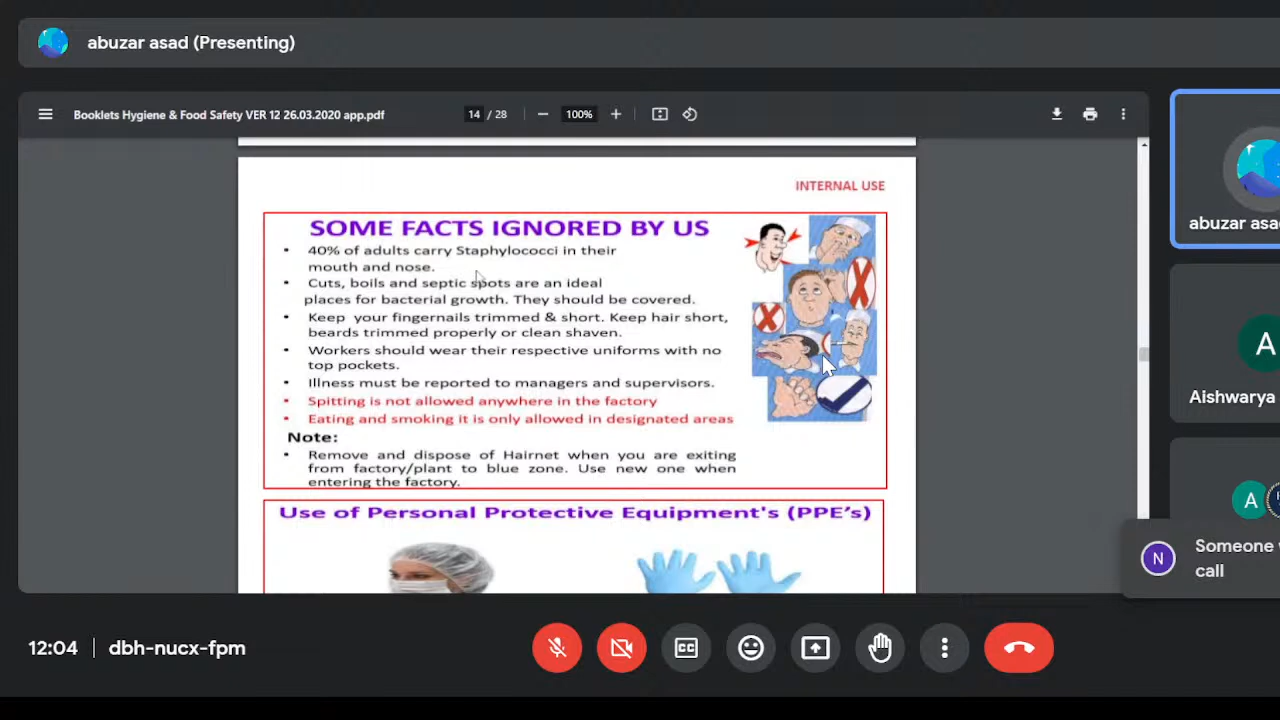 abuzar asad (Presenting)
Booklets Hygiene & Food Safety VER 12 26.03.2020 app.pdf
14 / 28
100%
INTERNAL USE
SOME FACTS IGNORED BY US
• 40% of adults carry Staphylococci in their
mouth and nose.
• Cuts, boils and septic spots are an ideal
places for bacterial growth. They should be covered.
• Keep your fingernails trimmed & short. Keep hair short,
beards trimmed properly or clean shaven.
• Workers should wear their respective uniforms with no
top pockets.
• Illness must be reported to managers and supervisors.
• Spitting is not allowed anywhere in the factory
• Eating and smoking it is only allowed in designated areas
Note:
• Remove and dispose of Hairnet when you are exiting
from factory/plant to blue zone. Use new one when
entering the factory.
Use of Personal Protective Equipment's (PPE's)
abuzar asa
A
Aishwarya
A
N
Someone
call
12:04
dbh-nucx-fpm
CC